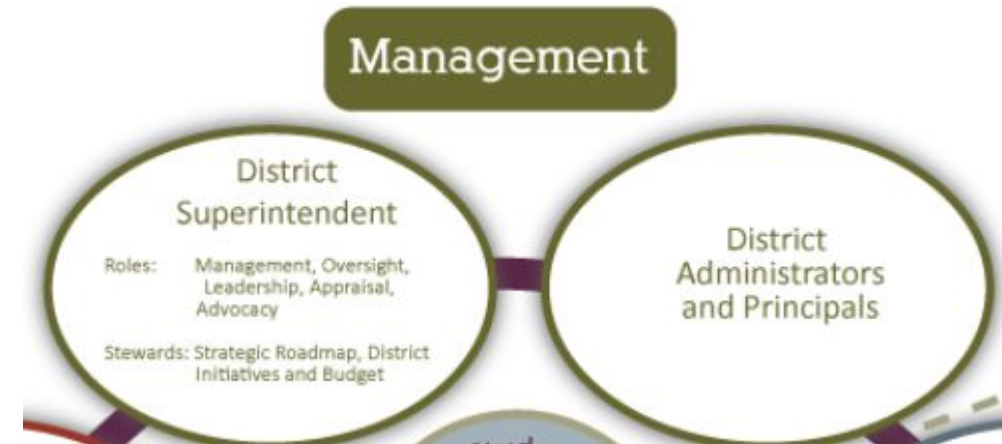 Management
District
Superintendent
Roles: Management, Oversight,
Leadership, Appraisal,
Advocacy
Stewards: Strategic Roadmap, District
Initiatives and Budget
District
Administrators
and Principals